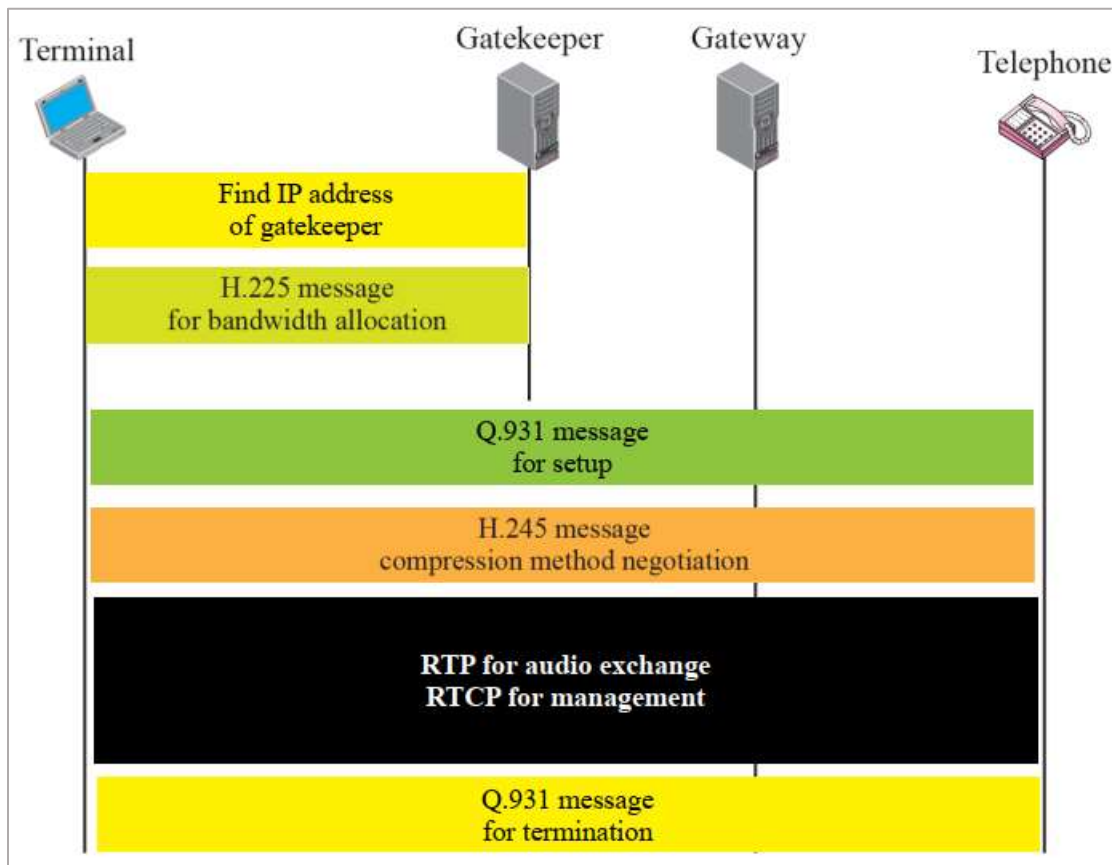 Terminal
Gatekeeper
Gateway
Telephone
Find IP address
of gatekeeper
H.225 message
for bandwidth allocation
Q.931 message
for setup
H.245 message
compression method negotiation
RTP for audio exchange
RTCP for management
Q.931 message
for termination